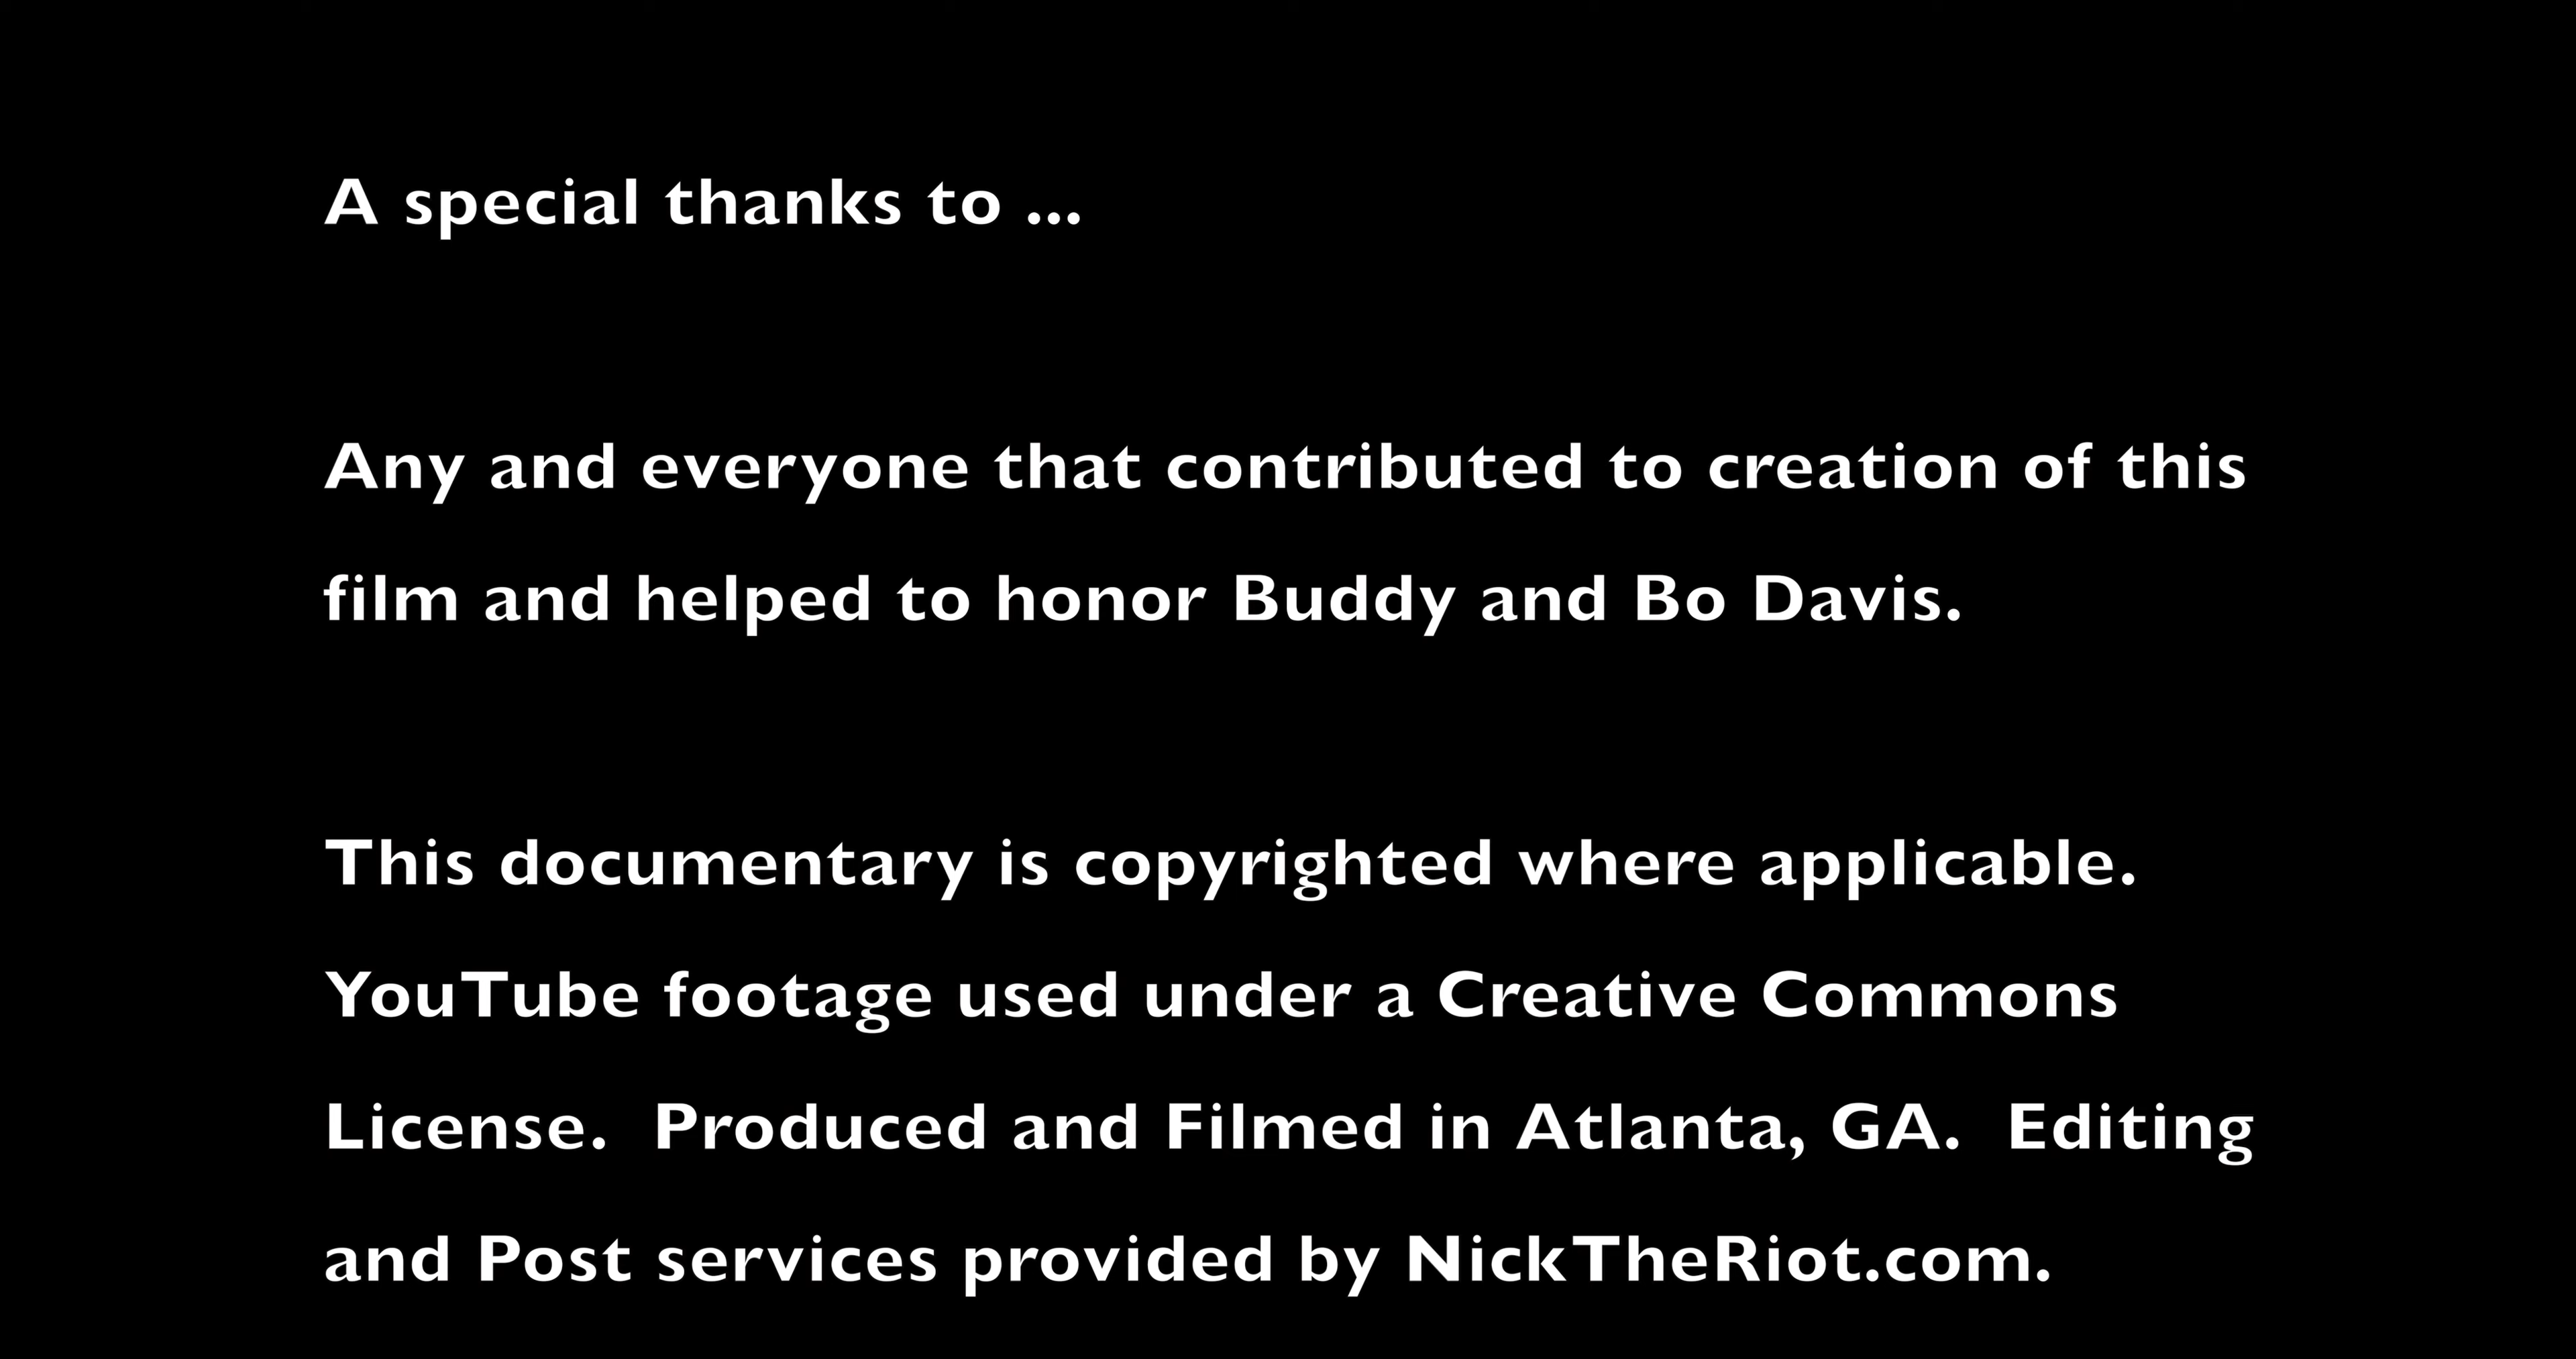 A special thanks to ...
Any and everyone that contributed to creation of this
film and helped to honor Buddy and Bo Davis.
This documentary is copyrighted where applicable.
YouTube footage used under a Creative Commons
License.  Produced and Filmed in Atlanta, GA.  Editing
and Post services provided by NickTheRiot.com.